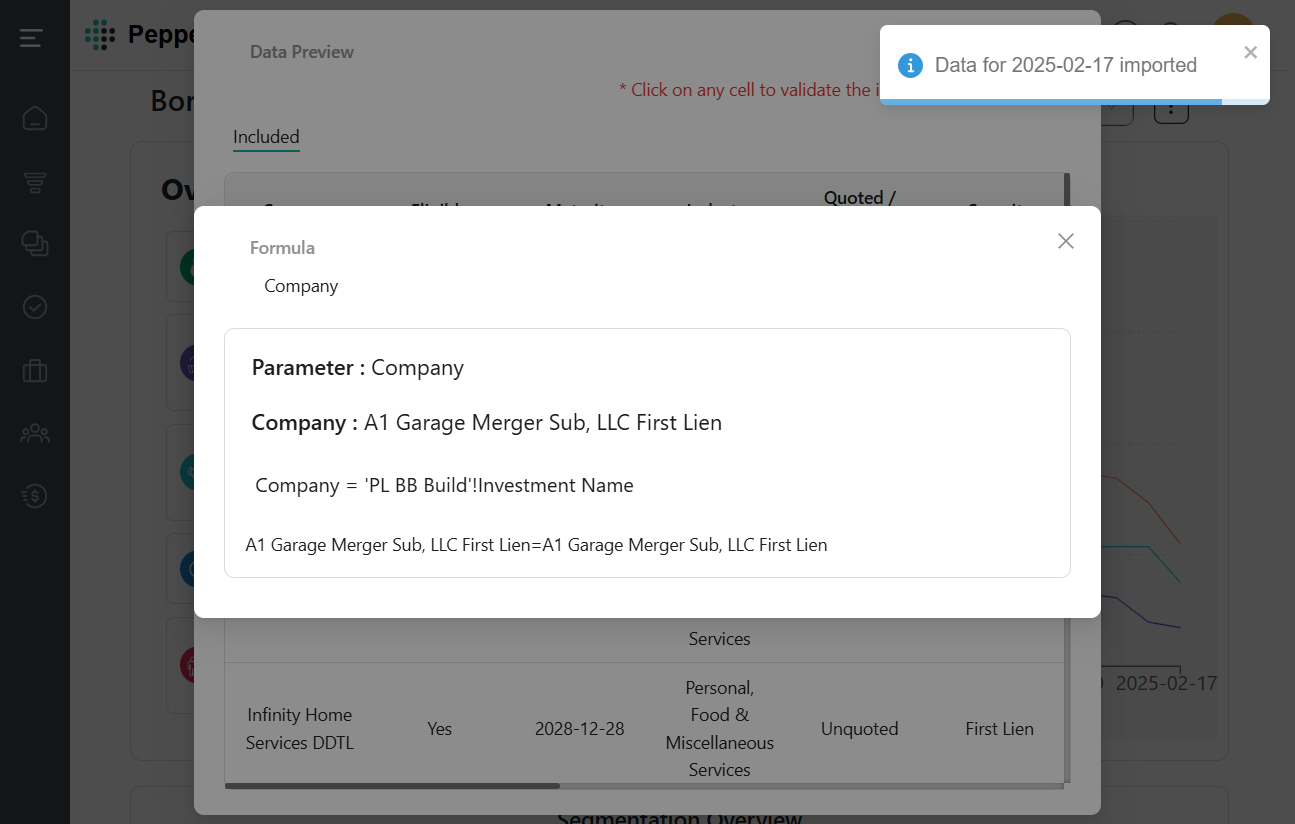 Peppe
Data Preview
Data for 2025-02-17 imported
* Click on any cell to validate the i
Bor
Included
Ov
Quoted /
Formula
Company
Parameter : Company
Company : A1 Garage Merger Sub, LLC First Lien
Company = 'PL BB Build'!Investment Name
A1 Garage Merger Sub, LLC First Lien=A1 Garage Merger Sub, LLC First Lien
Services
2025-02-17
Infinity Home
Services DDTL
Yes
2028-12-28
Personal,
Food &
Miscellaneous
Services
Unquoted
First Lien
Segmentation Overview